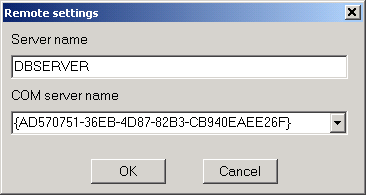 Remote settings
Server name
DBSERVER
COM server name
{AD570751-36EB-4D87-82B3-CB940EAEE26F}
OK
Cancel